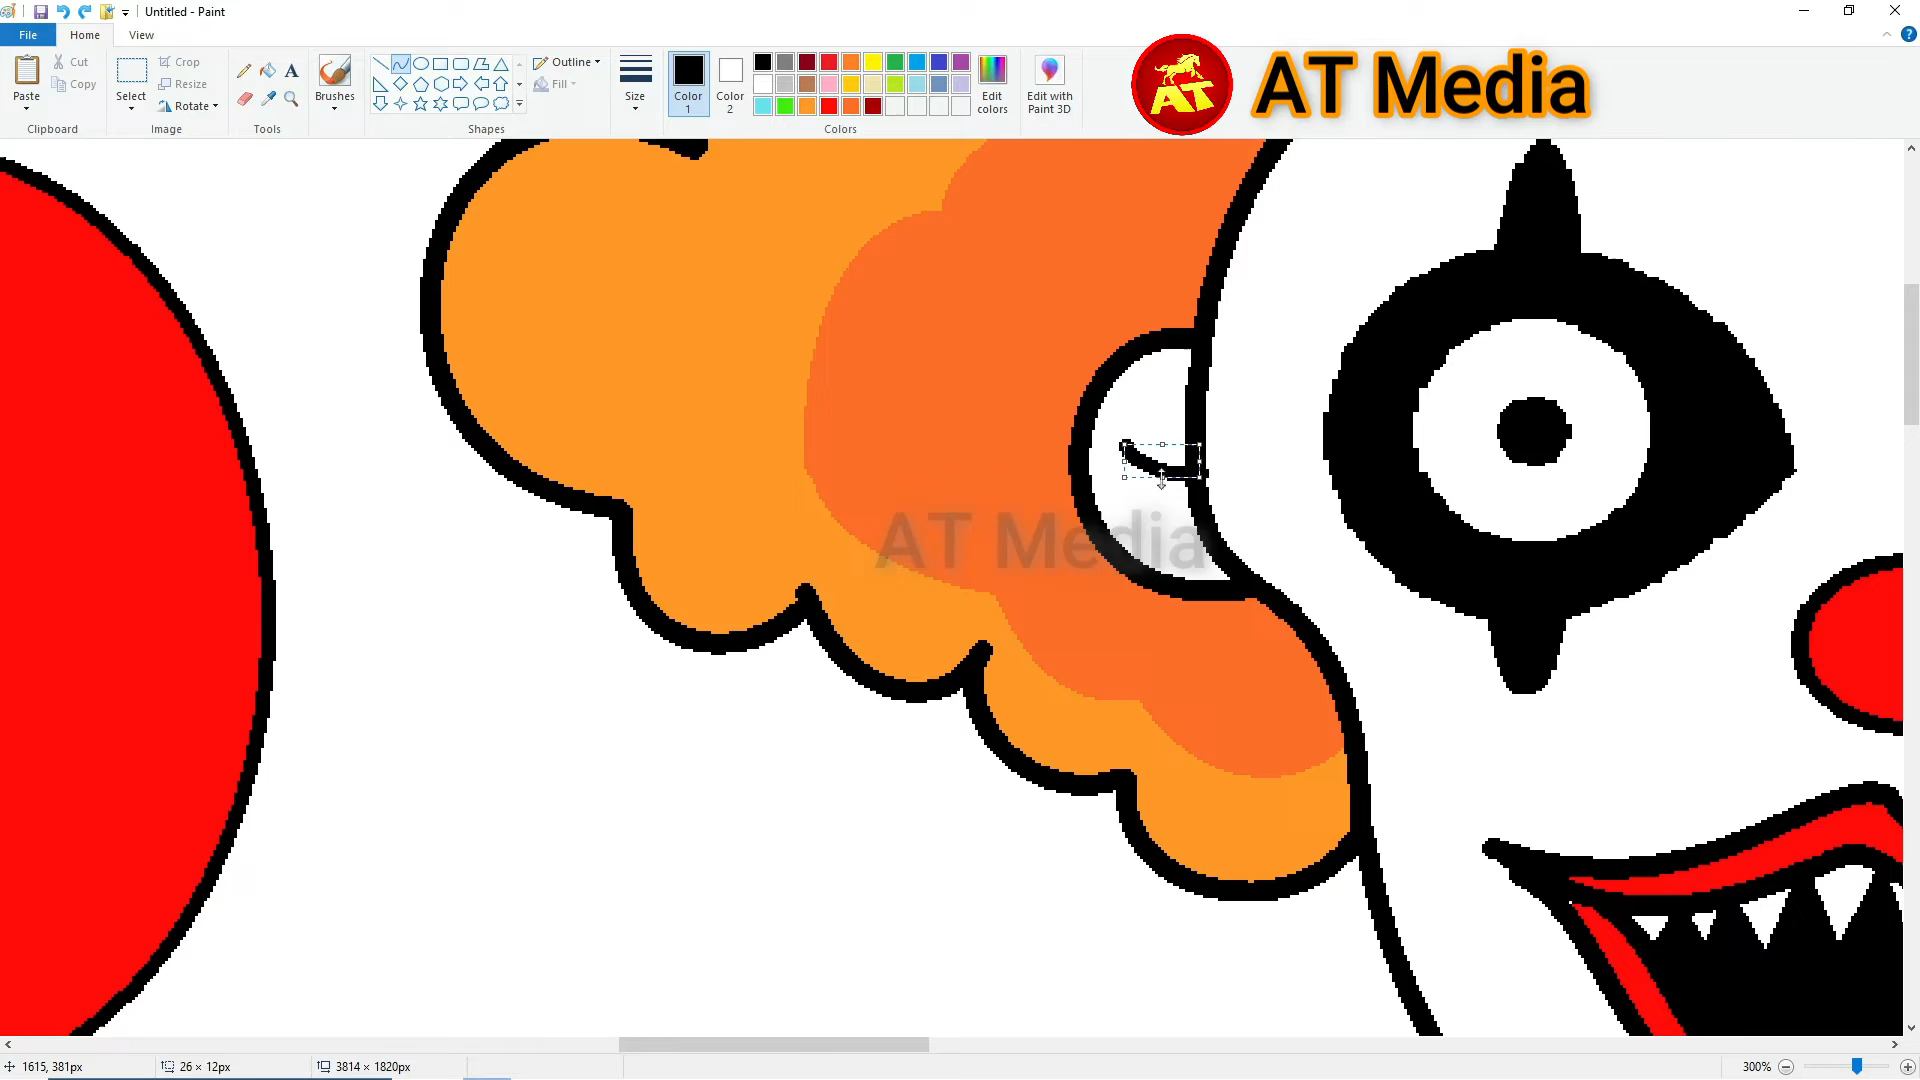 Untitled - Paint
File Home View
Paste
Cut
Copy
Clipboard
Select
Crop
Resize
Rotate
Image
Tools
Brushes
Shapes
Outline
Fill
Size
Color 1
Color 2
Edit colors
Colors
Edit with Paint 3D
AT
AT Media
AT Media
1615, 381px
26 × 12px
3814 × 1820px
300%